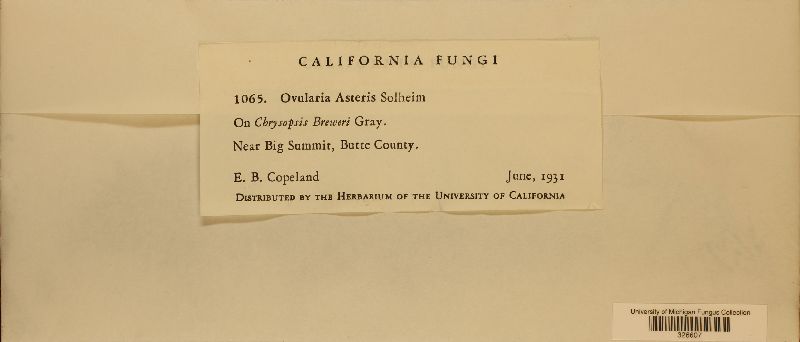 CALIFORNIA FUNGI
1065. Ovularia Asteris Solheim
On Chrysopsis Breweri Gray.
Near Big Summit, Butte County.
E. B. Copeland June, 1931
DISTRIBUTED BY THE HERBARIUM OF THE UNIVERSITY OF CALIFORNIA
University of Michigan Fungus Collection
326607